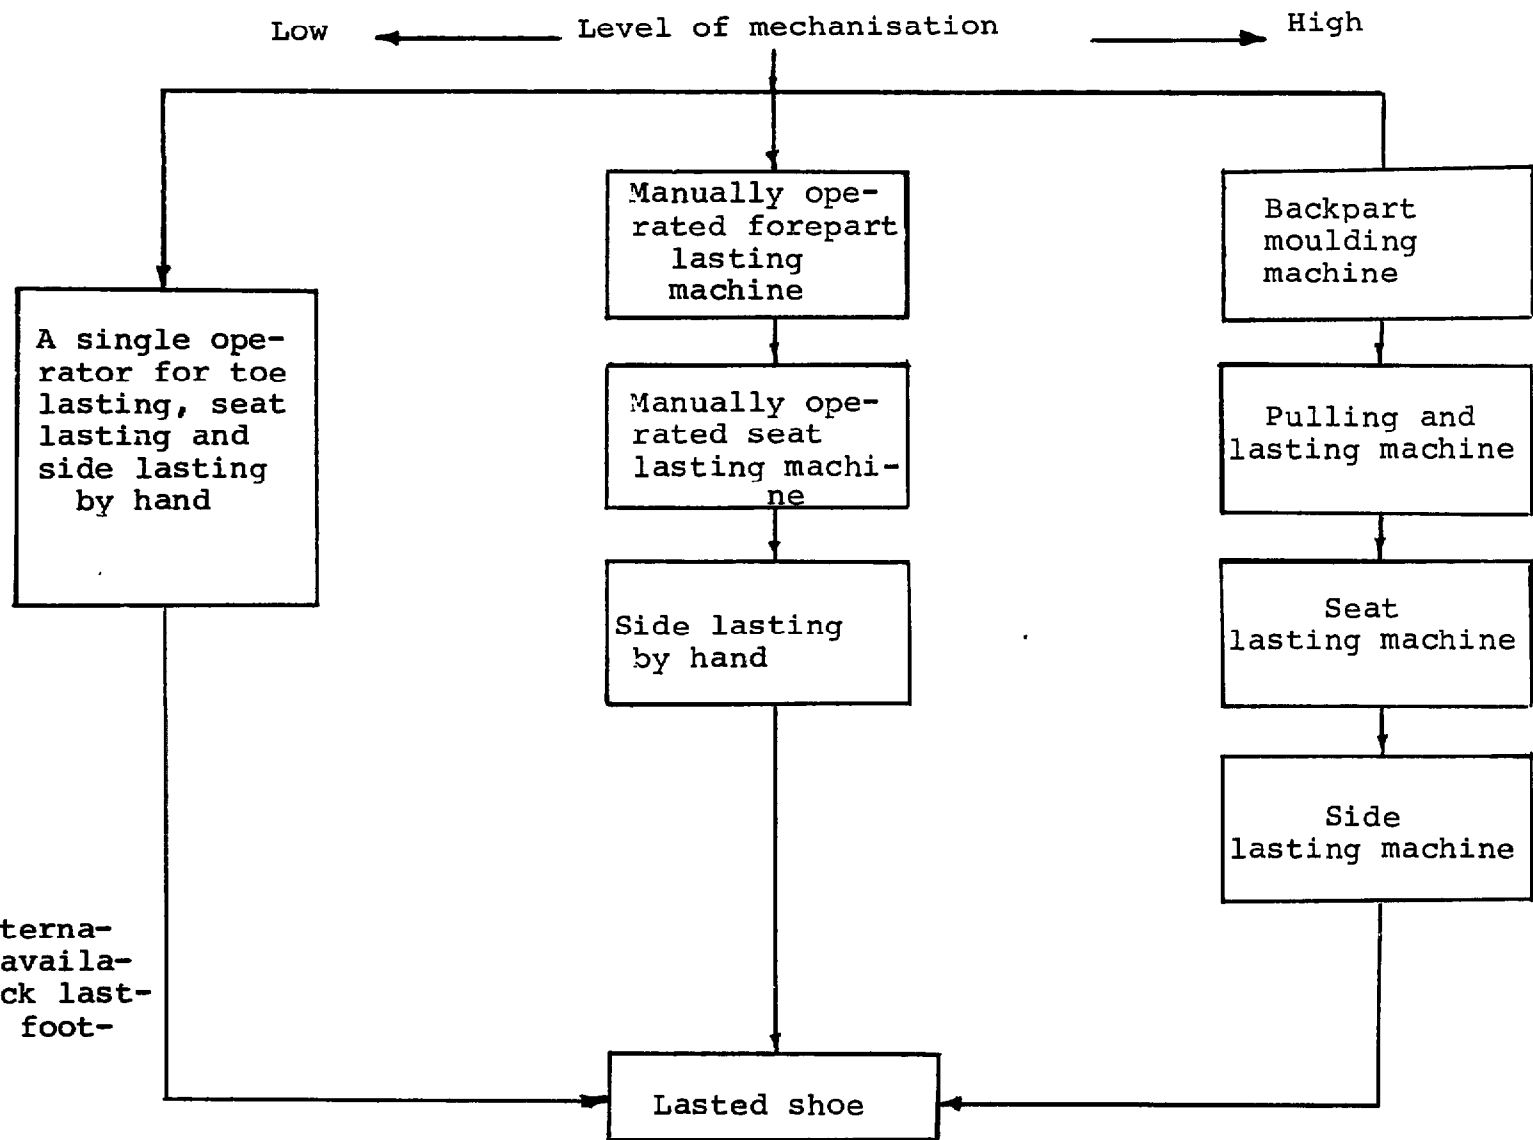 Low Level of mechanisation High
A single ope-
rator for toe
lasting, seat
lasting and
side lasting
by hand
Manually ope-
rated forepart
lasting
machine
Manually ope-
rated seat
lasting machi-
ne
Side lasting
by hand
Backpart
moulding
machine
Pulling and
lasting machine
Seat
lasting machine
Side
lasting machine
terna-
availa-
ck last-
foot-
Lasted shoe